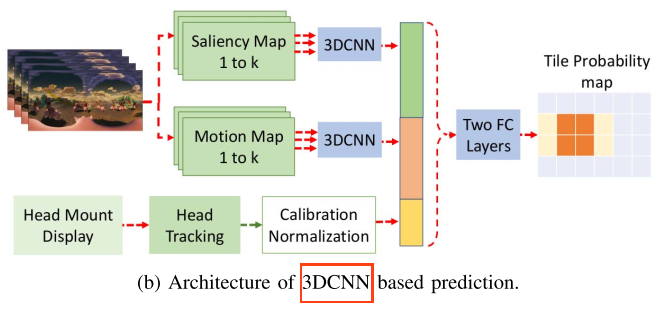 Saliency Map
1 to k
3DCNN
Tile Probability
map
Motion Map
1 to k
3DCNN
Two FC
Layers
Head Mount
Display
Head
Tracking
Calibration
Normalization
(b) Architecture of 3DCNN based prediction.